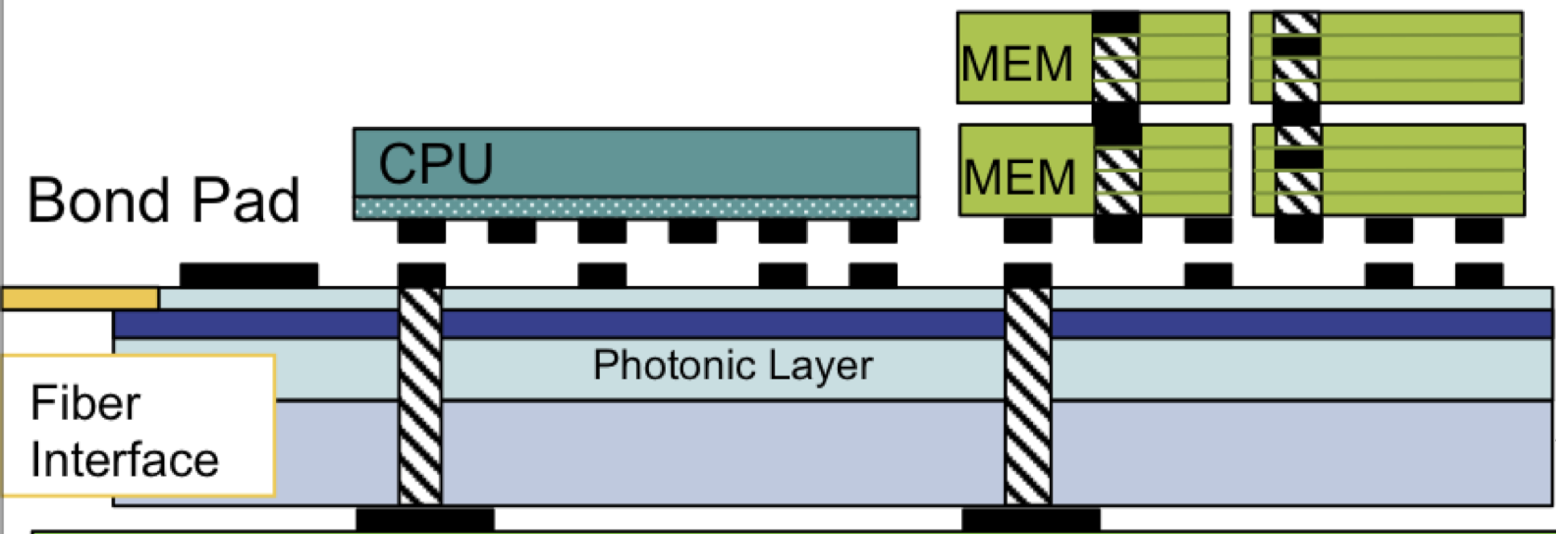 MEM
CPU
MEM
Bond Pad
Photonic Layer
Fiber
Interface